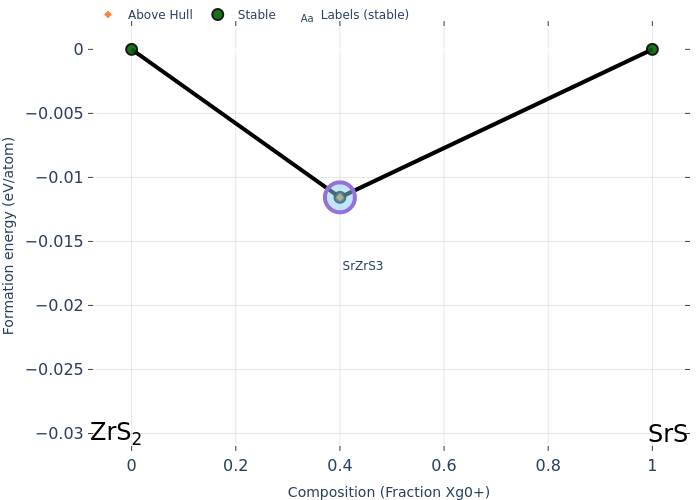 Above Hull
Stable
Aa Labels (stable)
0
−0.005
−0.01
−0.015
−0.02
−0.025
−0.03
Formation energy (eV/atom)
SrZrS3
ZrS₂
SrS
0 0.2 0.4 0.6 0.8 1
Composition (Fraction Xg0+)